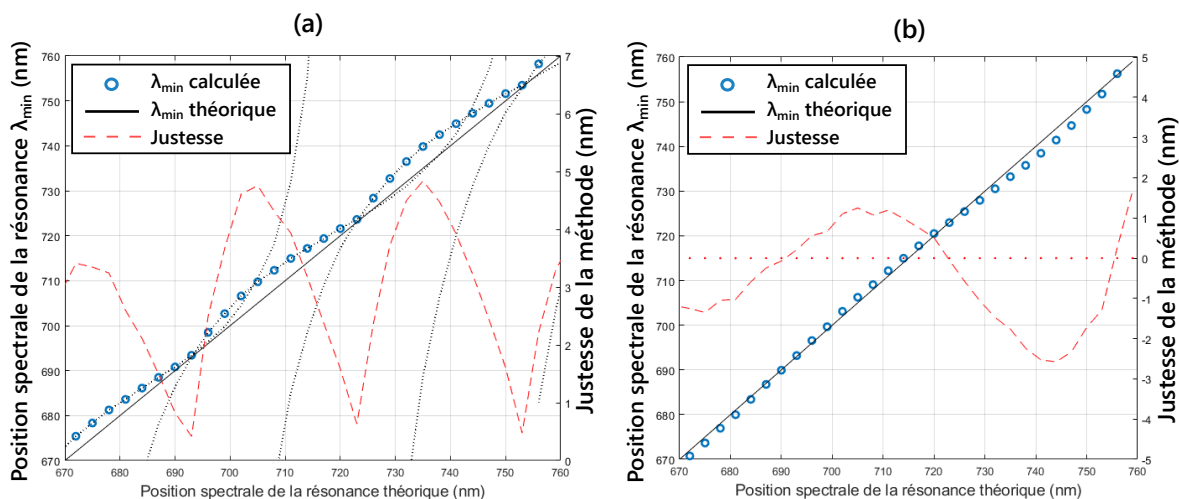 (a)
Position spectrale de la résonance λmin (nm)
760
750
740
730
720
710
700
690
680
670
λmin calculée
λmin théorique
Justesse
7
6
5
4
3
2
1
0
Justesse de la méthode (nm)
670 680 690 700 710 720 730 740 750 760
Position spectrale de la résonance théorique (nm)
(b)
Position spectrale de la résonance λmin (nm)
760
750
740
730
720
710
700
690
680
670
λmin calculée
λmin théorique
Justesse
5
4
3
2
1
0
-1
-2
-3
-4
-5
Justesse de la méthode (nm)
670 680 690 700 710 720 730 740 750 760
Position spectrale de la résonance théorique (nm)